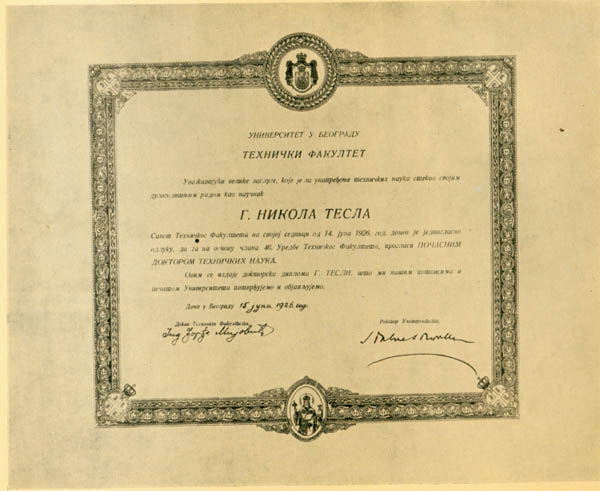 УНИВЕРСИТЕТ У БЕОГРАДУ
ТЕХНИЧКИ ФАКУЛТЕТ
Уважавајући велике заслуге, које је за унапређење техничких наука стекао својим
дугогодишњим радом као научник
Г. НИКОЛА ТЕСЛА
Савет Техничког Факултета на својој седници од 14. јуна 1926. год. донео је једногласно
одлуку, да га на основу члана 46. Уредбе Техничког Факултета, прогласи ПОЧАСНИМ
ДОКТОРОМ ТЕХНИЧКИХ НАУКА.
Овим се издаје докторска диплома Г. ТЕСЛИ, што ми нашим потписима и
печатом Универзитета потврђујемо и објављујемо.
Дано у Београду 15 јуна 1926. год.
Декан Техничког Факултета,
Ректор Универзитета,